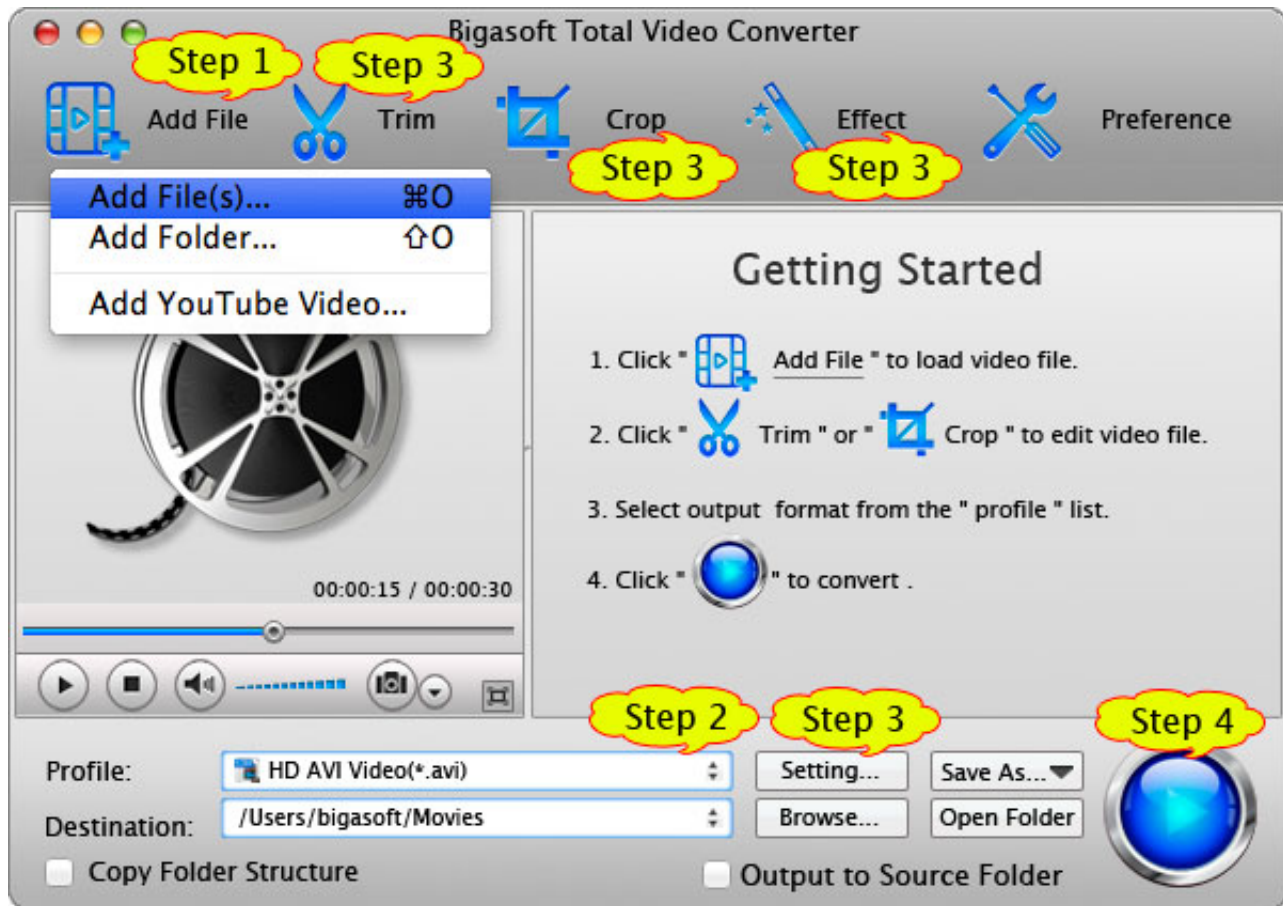 Bigasoft Total Video Converter
Step 1
Step 3
Add File
Trim
Crop
Effect
Preference
Step 3
Step 3
Add File(s)... ⌘O
Add Folder... ⇧O
Add YouTube Video...
Getting Started
1. Click " Add File " to load video file.
2. Click " Trim " or " Crop " to edit video file.
3. Select output format from the " profile " list.
4. Click " " to convert .
00:00:15 / 00:00:30
Step 2
Step 3
Step 4
Profile: HD AVI Video(*.avi) Setting... Save As...
Destination: /Users/bigasoft/Movies Browse... Open Folder
Copy Folder Structure
Output to Source Folder